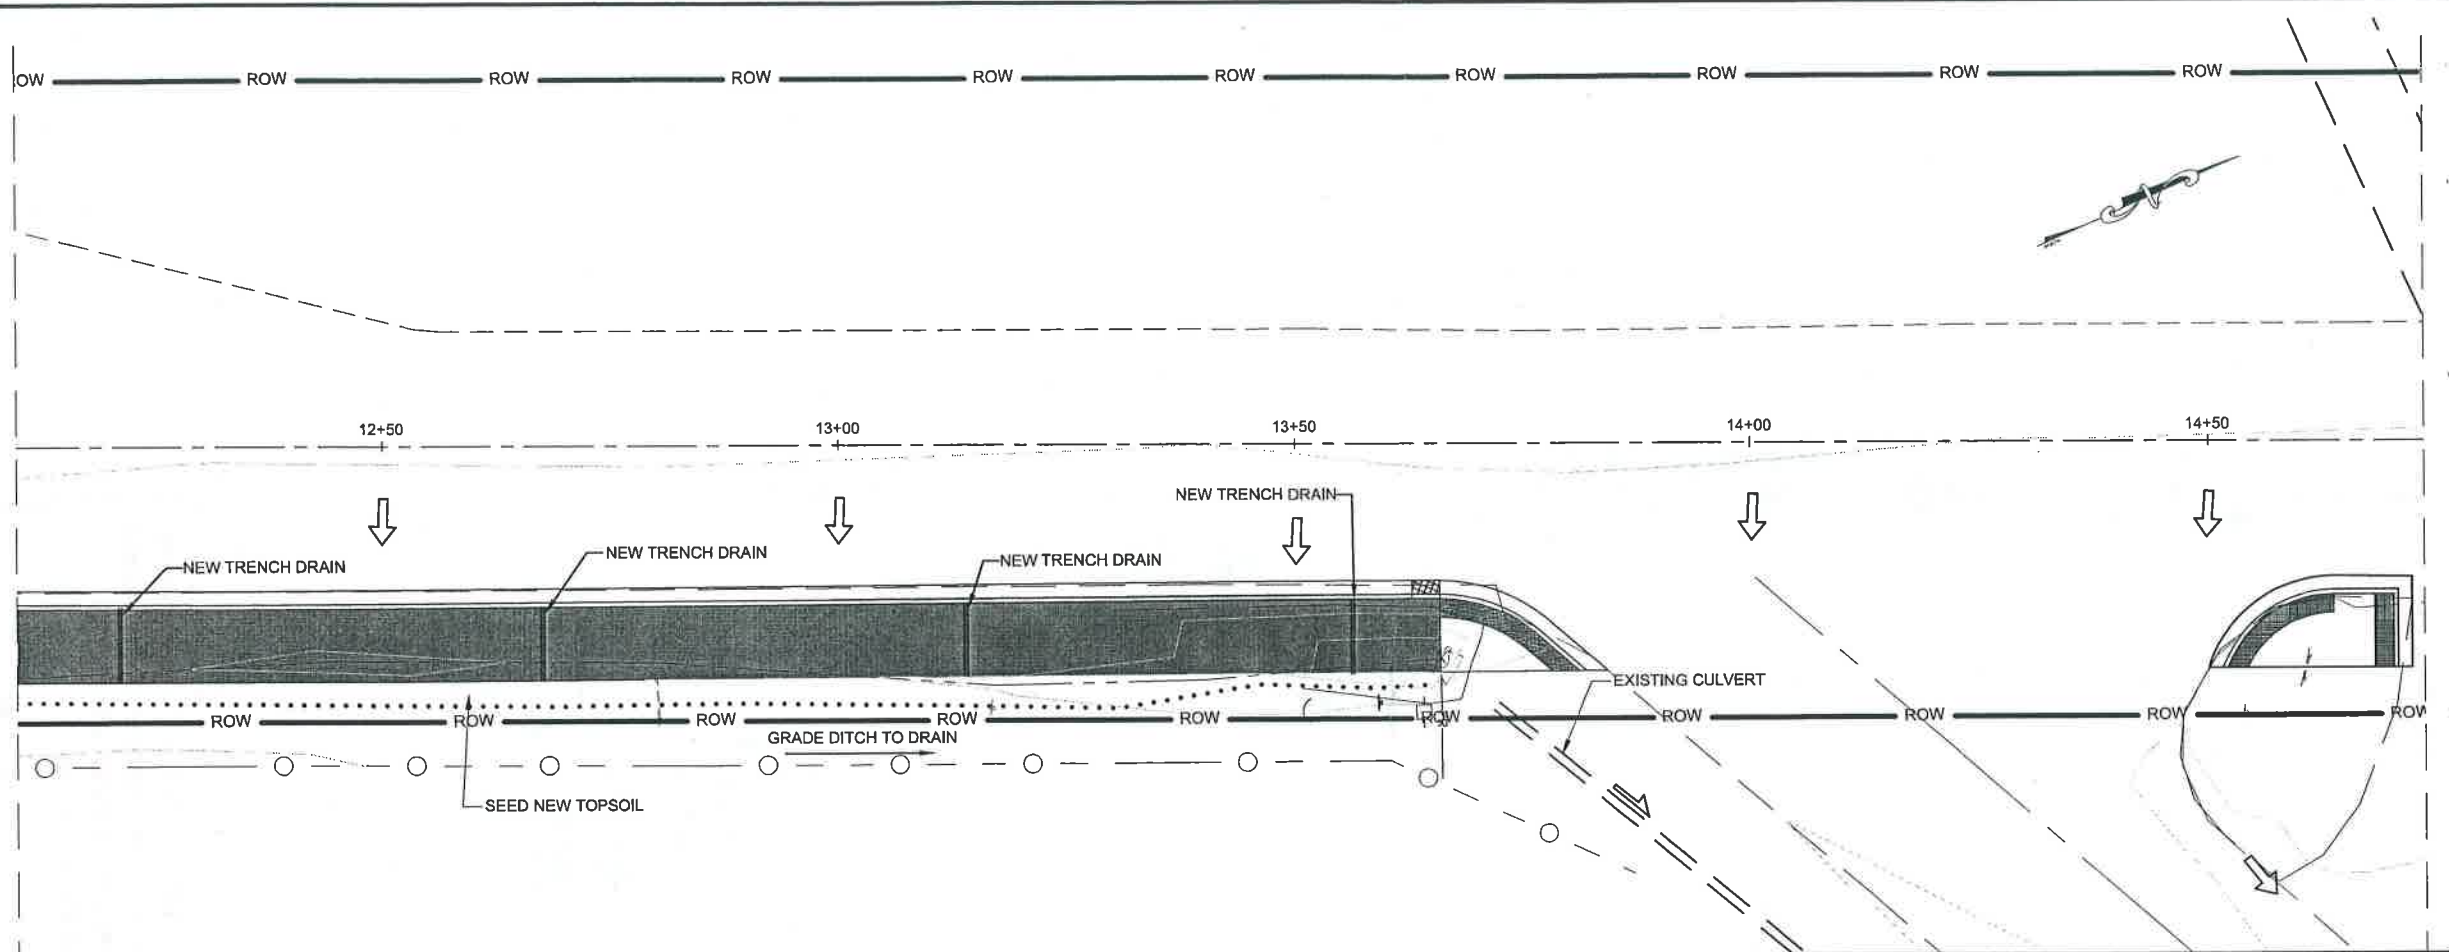 OW ROW ROW ROW ROW ROW ROW ROW ROW ROW
12+50 13+00 13+50 14+00 14+50
NEW TRENCH DRAIN
NEW TRENCH DRAIN
NEW TRENCH DRAIN
NEW TRENCH DRAIN
EXISTING CULVERT
ROW ROW ROW ROW ROW ROW ROW ROW ROW ROW
GRADE DITCH TO DRAIN
SEED NEW TOPSOIL